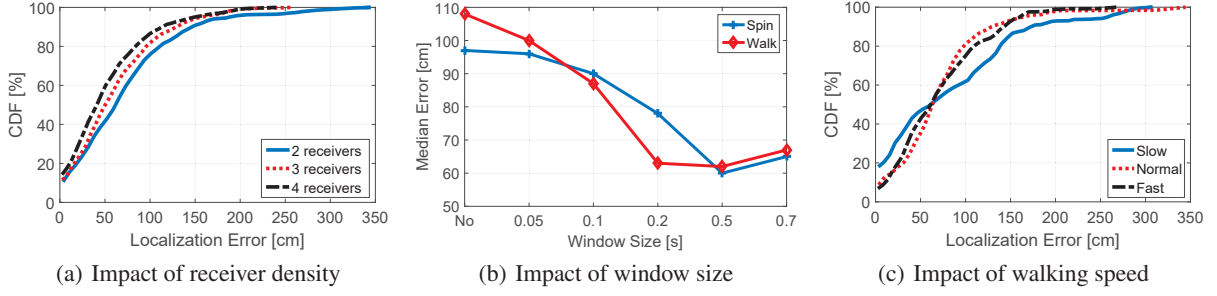 100
80
60
40
20
0
CDF [%]
0 50 100 150 200 250 300 350
Localization Error [cm]
2 receivers
3 receivers
4 receivers
(a) Impact of receiver density
110
100
90
80
70
60
50
Median Error [cm]
No 0.05 0.1 0.2 0.5 0.7
Window Size [s]
Spin
Walk
(b) Impact of window size
100
80
60
40
20
0
CDF [%]
0 50 100 150 200 250 300 350
Localization Error [cm]
Slow
Normal
Fast
(c) Impact of walking speed